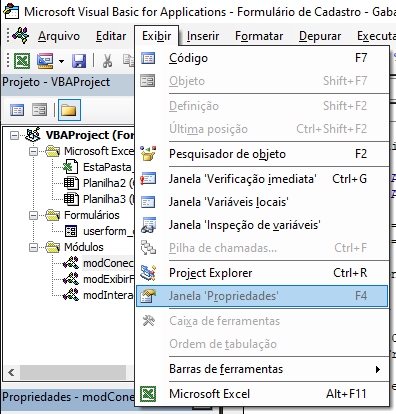 Microsoft Visual Basic for Applications - Formulário de Cadastro - Gaba
Arquivo Editar Exibir Inserir Formatar Depurar Executa
Projeto - VBAProject
VBAProject (For
Microsoft Excel
EstaPasta_
Planilha2 (C
Planilha3 (
Formulários
userform_
Módulos
modConec
modExibirF
modIntera
Propriedades - modCone
Código F7
Objeto Shift+F7
Definição Shift+F2
Última posição Ctrl+Shift+F2
Pesquisador de objeto F2
Janela 'Verificação imediata' Ctrl+G
Janela 'Variáveis locais'
Janela 'Inspeção de variáveis'
Pilha de chamadas... Ctrl+F
Project Explorer Ctrl+R
Janela 'Propriedades' F4
Caixa de ferramentas
Ordem de tabulação
Barras de ferramentas
Microsoft Excel Alt+F11